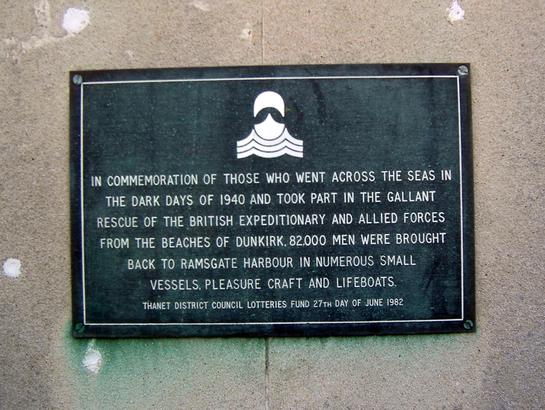 IN COMMEMORATION OF THOSE WHO WENT ACROSS THE SEAS IN
THE DARK DAYS OF 1940 AND TOOK PART IN THE GALLANT
RESCUE OF THE BRITISH EXPEDITIONARY AND ALLIED FORCES
FROM THE BEACHES OF DUNKIRK. 82,000 MEN WERE BROUGHT
BACK TO RAMSGATE HARBOUR IN NUMEROUS SMALL
VESSELS, PLEASURE CRAFT AND LIFEBOATS.
THANET DISTRICT COUNCIL LOTTERIES FUND 27TH DAY OF JUNE 1982